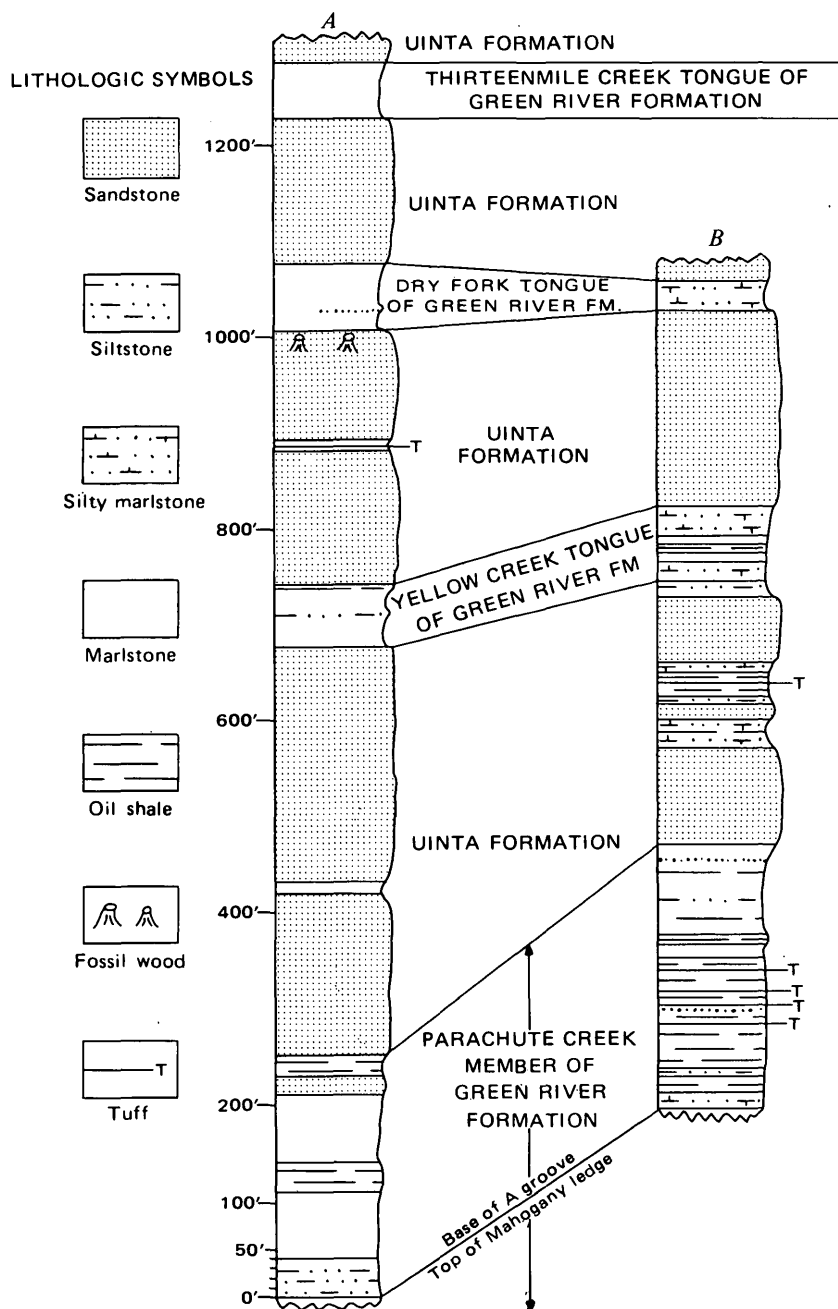 A
UINTA FORMATION
LITHOLOGIC SYMBOLS
THIRTEENMILE CREEK TONGUE OF
GREEN RIVER FORMATION
1200'
Sandstone
UINTA FORMATION
B
DRY FORK TONGUE
OF GREEN RIVER FM.
Siltstone
1000'
UINTA
FORMATION
T
Silty marlstone
800'
YELLOW CREEK TONGUE
OF GREEN RIVER FM
Marlstone
T
600'
Oil shale
UINTA FORMATION
400'
Fossil wood
T
T
T
T
PARACHUTE CREEK
MEMBER OF
GREEN RIVER
FORMATION
T
Tuff
200'
Base of A groove
Top of Mahogany ledge
100'
50'
0'